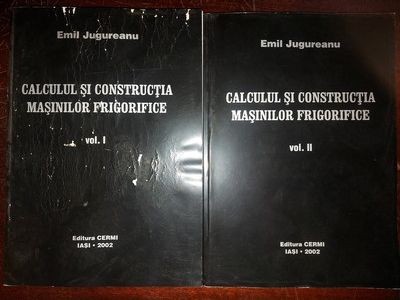 Emil Jugureanu
CALCULUL ŞI CONSTRUCŢIA
MAŞINILOR FRIGORIFICE
vol. I
Editura CERMI
IAŞI • 2002
Emil Jugureanu
CALCULUL ŞI CONSTRUCŢIA
MAŞINILOR FRIGORIFICE
vol. II
Editura CERMI
IAŞI • 2002